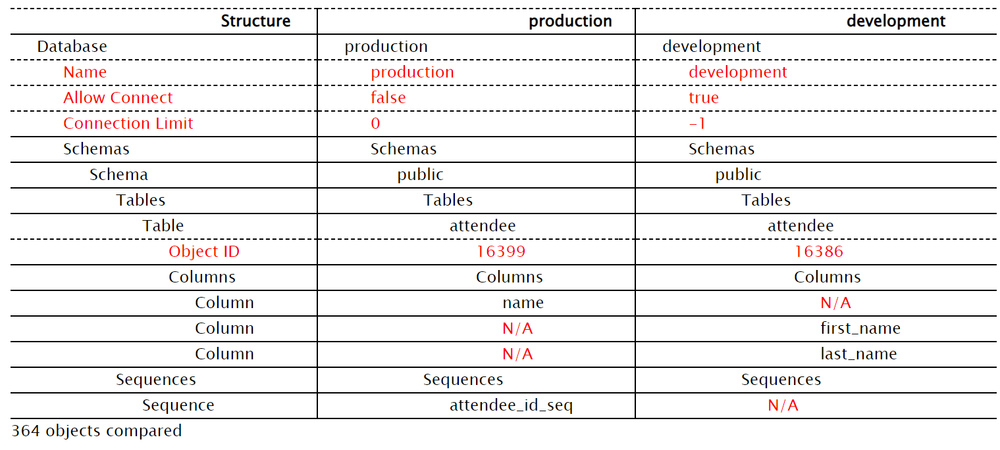 Structure production development
Database production development
Name production development
Allow Connect false true
Connection Limit 0 -1
Schemas Schemas Schemas
Schema public public
Tables Tables Tables
Table attendee attendee
Object ID 16399 16386
Columns Columns Columns
Column name N/A
Column N/A first_name
Column N/A last_name
Sequences Sequences Sequences
Sequence attendee_id_seq N/A
364 objects compared